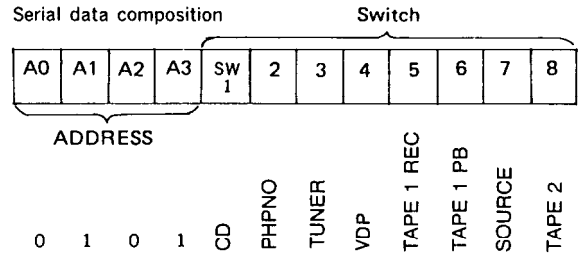 Serial data composition Switch
A0 A1 A2 A3 SW 1 2 3 4 5 6 7 8
ADDRESS
0 1 0 1 CD PHPNO TUNER VDP TAPE 1 REC TAPE 1 PB SOURCE TAPE 2